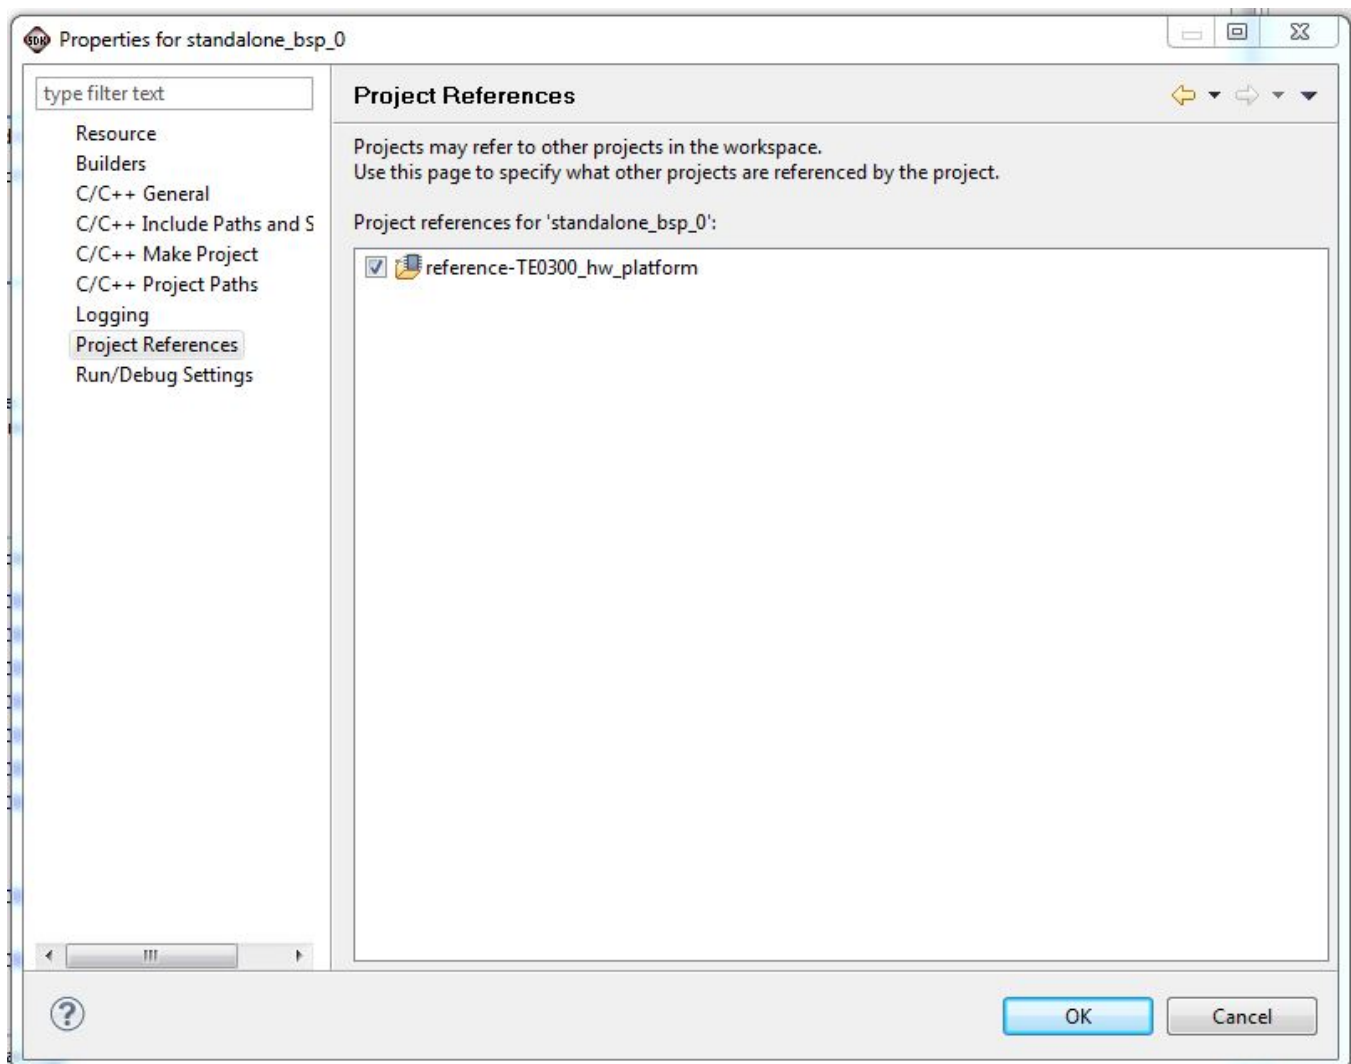 SDK Properties for standalone_bsp_0
type filter text
Resource
Builders
C/C++ General
C/C++ Include Paths and S
C/C++ Make Project
C/C++ Project Paths
Logging
Project References
Run/Debug Settings
Project References
Projects may refer to other projects in the workspace.
Use this page to specify what other projects are referenced by the project.
Project references for 'standalone_bsp_0':
reference-TE0300_hw_platform
?
OK
Cancel